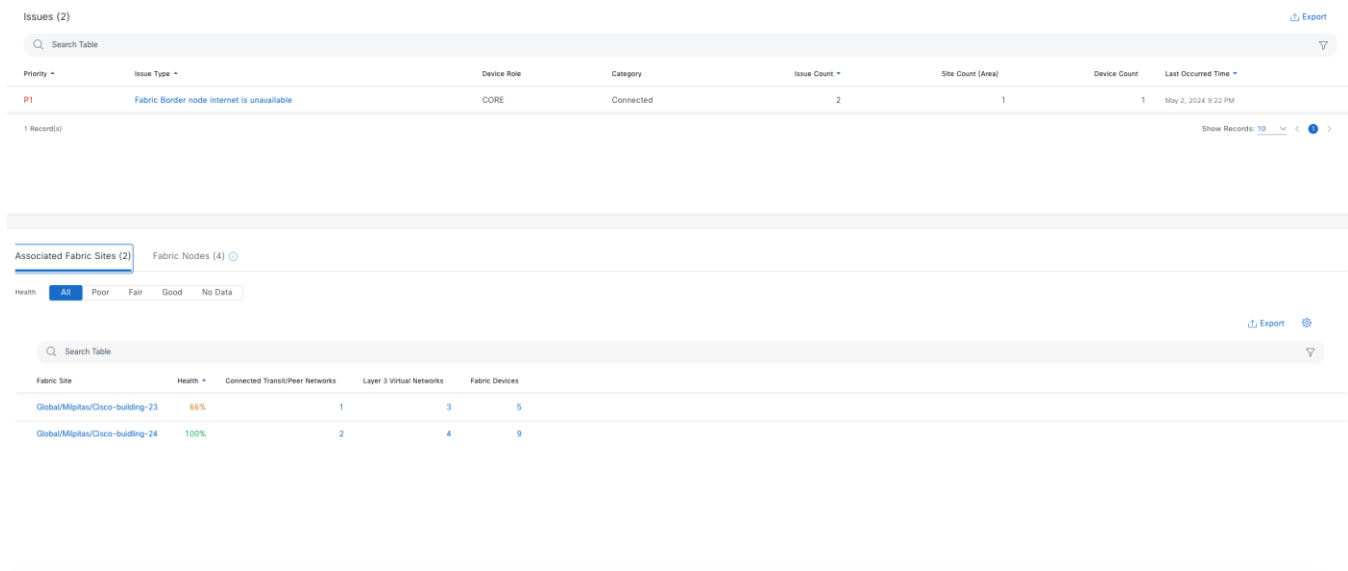 Issues (2)
Export
Search Table
Priority Issue Type Device Role Category Issue Count Site Count (Area) Device Count Last Occurred Time
P1 Fabric Border node internet is unavailable CORE Connected 2 1 1 May 2, 2024 9:22 PM
1 Record(s) Show Records: 10 1
Associated Fabric Sites (2) Fabric Nodes (4)
Health All Poor Fair Good No Data
Export
Search Table
Fabric Site Health Connected Transit/Peer Networks Layer 3 Virtual Networks Fabric Devices
Global/Milpitas/Cisco-building-23 66% 1 3 5
Global/Milpitas/Cisco-buidling-24 100% 2 4 9